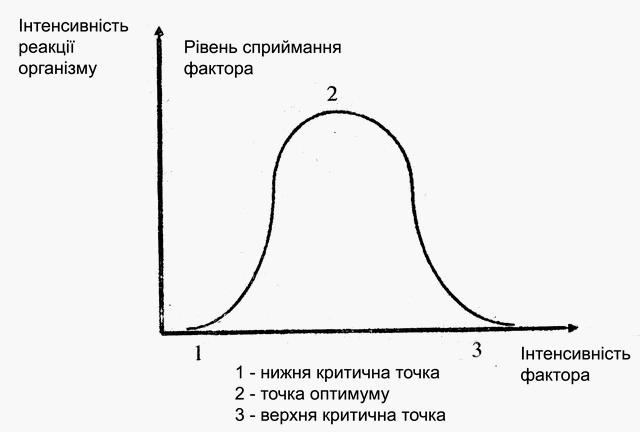 Інтенсивність
реакції
організму
Рівень сприймання
фактора
2
1
3
Інтенсивність
фактора
1 - нижня критична точка
2 - точка оптимуму
3 - верхня критична точка